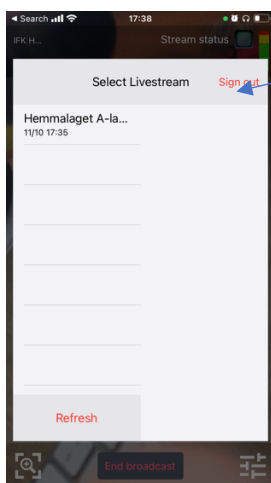 Search 17:38
IFK H... Stream status
Select Livestream Sign out
Hemmalaget A-la...
11/10 17:35
Refresh
End broadcast